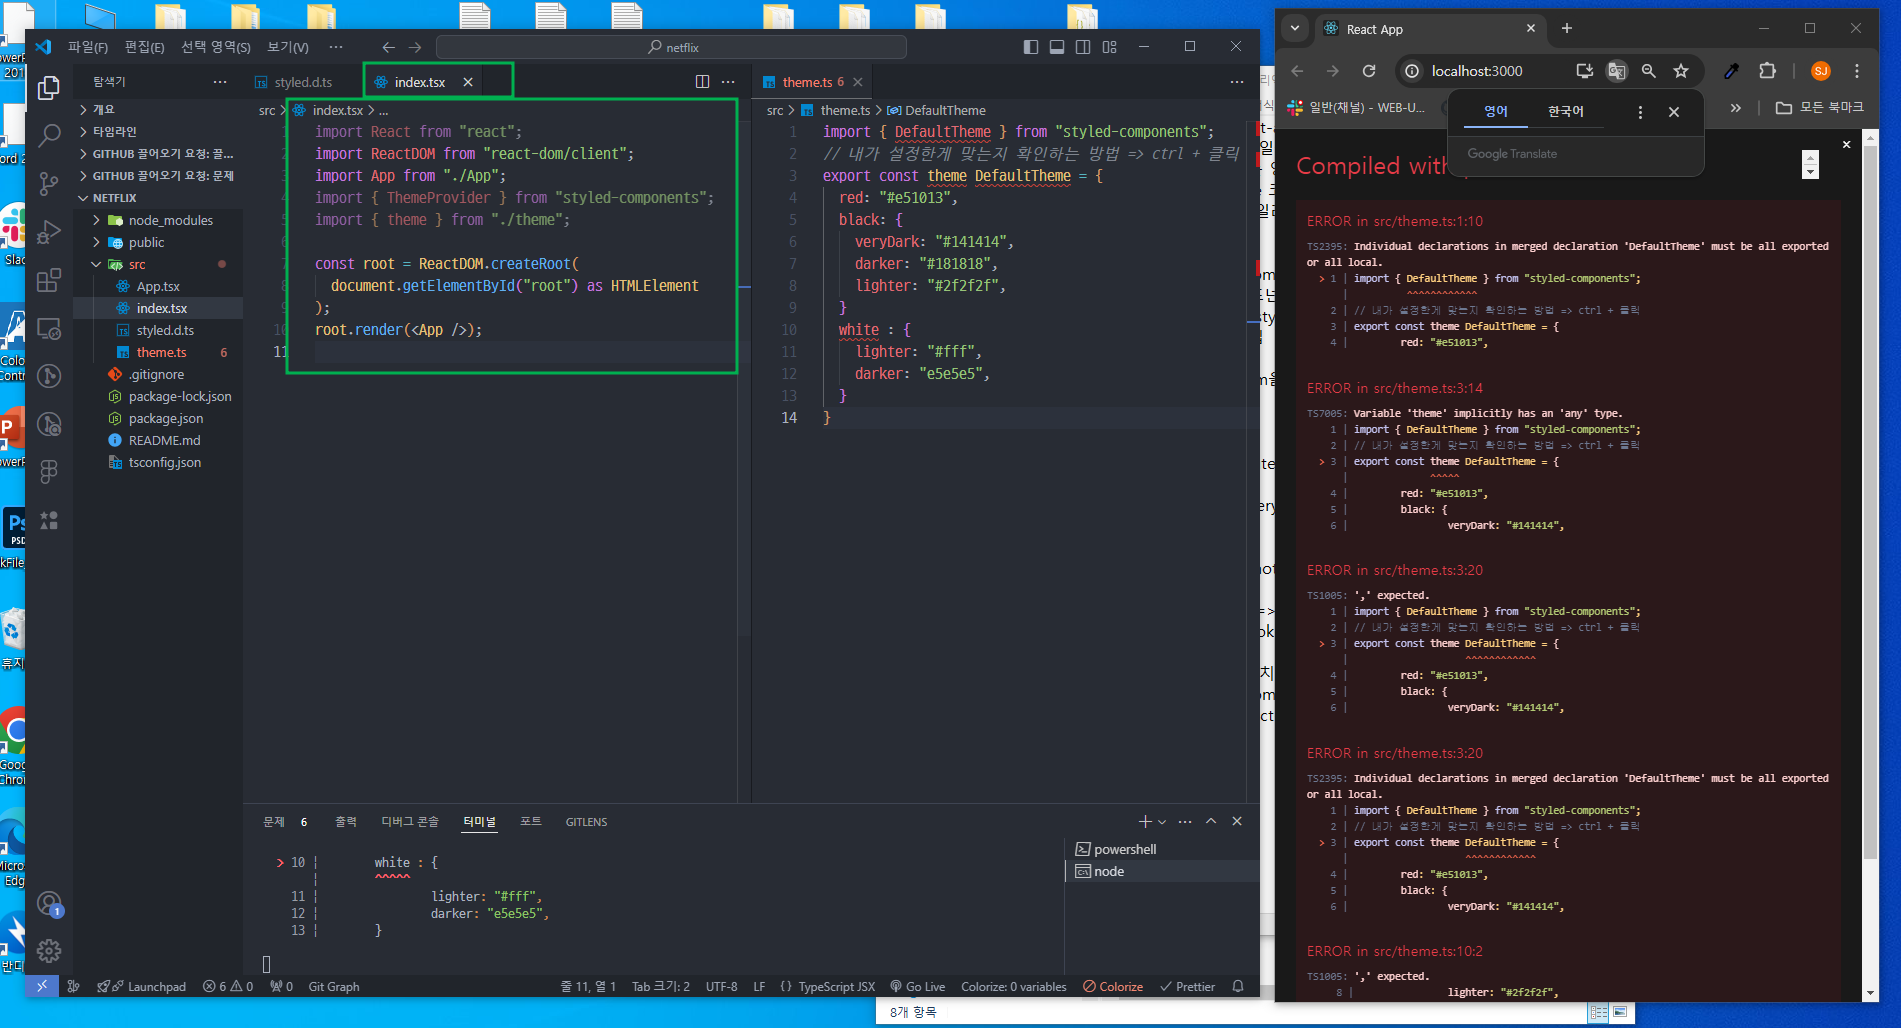 파일(F) 편집(E) 선택 영역(S) 보기(V) ··· netflix
탐색기 ···
개요
타임라인
GITHUB 끌어오기 요청: 끌...
GITHUB 끌어오기 요청: 문제
NETFLIX
node_modules
public
src
App.tsx
index.tsx
styled.d.ts
theme.ts 6
.gitignore
package-lock.json
package.json
README.md
tsconfig.json
styled.d.ts index.tsx
src > index.tsx > ...
import React from "react";
import ReactDOM from "react-dom/client";
import App from "./App";
import { ThemeProvider } from "styled-components";
import { theme } from "./theme";
const root = ReactDOM.createRoot(
document.getElementById("root") as HTMLElement
);
10 root.render(<App />);
11
theme.ts 6
src > theme.ts > DefaultTheme
1 import { DefaultTheme } from "styled-components";
2 // 내가 설정한게 맞는지 확인하는 방법 => ctrl + 클릭
3 export const theme DefaultTheme = {
4 red: "#e51013",
5 black: {
6 veryDark: "#141414",
7 darker: "#181818",
8 lighter: "#2f2f2f",
9 }
10 white : {
11 lighter: "#fff",
12 darker: "e5e5e5",
13 }
14 }
문제 6 출력 디버그 콘솔 터미널 포트 GITLENS
> 10 | white : {
| ^^^^^
11 | lighter: "#fff",
12 | darker: "e5e5e5",
13 | }
powershell
node
Launchpad 6 0 0 Git Graph 줄 11, 열 1 Tab 크기: 2 UTF-8 LF {} TypeScript JSX Go Live Colorize: 0 variables Colorize Prettier
8개 항목
React App
localhost:3000
SJ
일반(채널) - WEB-U... 모든 북마크
영어 한국어
Google Translate
Compiled with
ERROR in src/theme.ts:1:10
TS2395: Individual declarations in merged declaration 'DefaultTheme' must be all exported
or all local.
> 1 | import { DefaultTheme } from "styled-components";
| ^^^^^^^^^^^^
2 | // 내가 설정한게 맞는지 확인하는 방법 => ctrl + 클릭
3 | export const theme DefaultTheme = {
4 | red: "#e51013",
ERROR in src/theme.ts:3:14
TS7005: Variable 'theme' implicitly has an 'any' type.
1 | import { DefaultTheme } from "styled-components";
2 | // 내가 설정한게 맞는지 확인하는 방법 => ctrl + 클릭
> 3 | export const theme DefaultTheme = {
| ^^^^^
4 | red: "#e51013",
5 | black: {
6 | veryDark: "#141414",
ERROR in src/theme.ts:3:20
TS1005: ',' expected.
1 | import { DefaultTheme } from "styled-components";
2 | // 내가 설정한게 맞는지 확인하는 방법 => ctrl + 클릭
> 3 | export const theme DefaultTheme = {
| ^^^^^^^^^^^^
4 | red: "#e51013",
5 | black: {
6 | veryDark: "#141414",
ERROR in src/theme.ts:3:20
TS2395: Individual declarations in merged declaration 'DefaultTheme' must be all exported
or all local.
1 | import { DefaultTheme } from "styled-components";
2 | // 내가 설정한게 맞는지 확인하는 방법 => ctrl + 클릭
> 3 | export const theme DefaultTheme = {
| ^^^^^^^^^^^^
4 | red: "#e51013",
5 | black: {
6 | veryDark: "#141414",
ERROR in src/theme.ts:10:2
TS1005: ',' expected.
8 | lighter: "#2f2f2f",